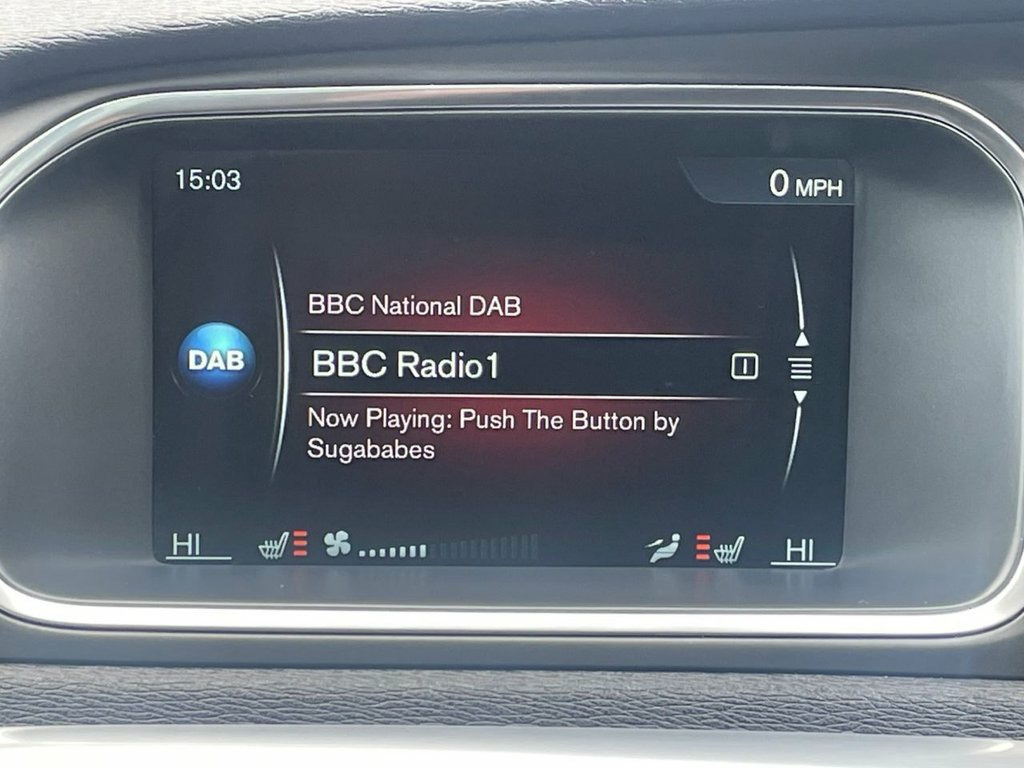 15:03
0 MPH
BBC National DAB
DAB
BBC Radio1
Now Playing: Push The Button by
Sugababes
HI
HI